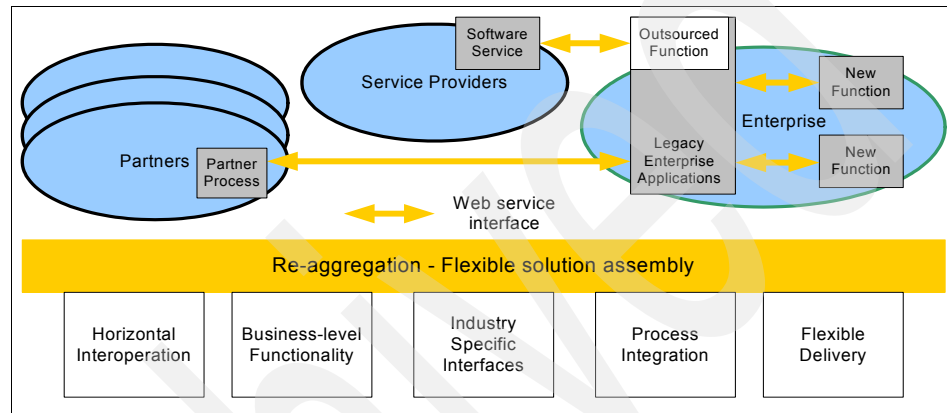 Software
Service
Outsourced
Function
Service Providers
New
Function
Enterprise
Partners
Partner
Process
Legacy
Enterprise
Applications
New
Function
Web service
interface
Re-aggregation - Flexible solution assembly
Horizontal
Interoperation
Business-level
Functionality
Industry
Specific
Interfaces
Process
Integration
Flexible
Delivery